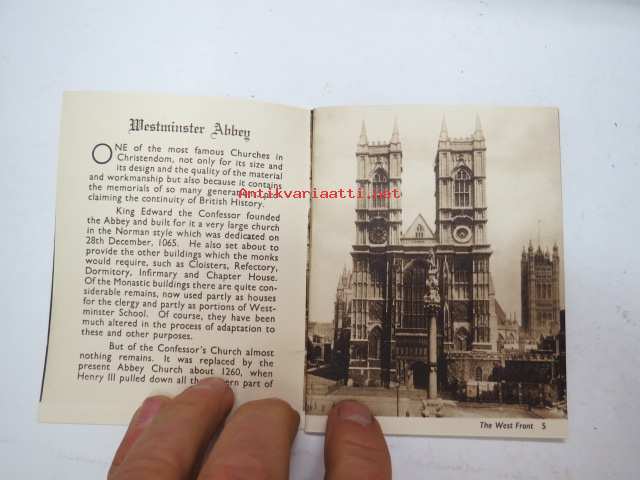 Westminster Abbey
ONE of the most famous Churches in
Christendom, not only for its size and
its design and the quality of the material
and workmanship but also because it contains
the memorials of so many
claiming the continuity of British History.
King Edward the Confessor founded
the Abbey and built for it a very large church
in the Norman style which was dedicated on
28th December, 1065. He also set about to
provide the other buildings which the monks
would require, such as Cloisters, Refectory,
Dormitory, Infirmary and Chapter House.
Of the Monastic buildings there are quite con-
siderable remains, now used partly as houses
for the clergy and partly as portions of West-
minster School. Of course, they have been
much altered in the process of adaptation to
these and other purposes.
But of the Confessor's Church almost
nothing remains. It was replaced by the
present Abbey Church about 1260, when
Henry III pulled down all part of
Antikvariaatti.net
The West Front 5